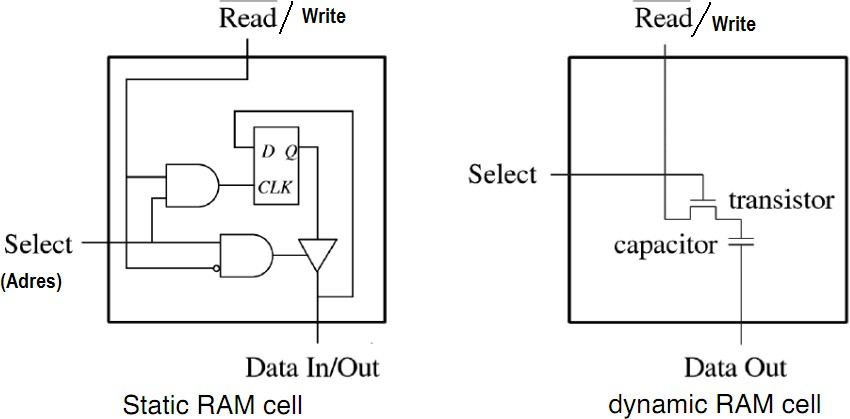 Read/ Write
D Q
CLK
Select
(Adres)
Data In/Out
Static RAM cell
Read/Write
Select
transistor
capacitor
Data Out
dynamic RAM cell